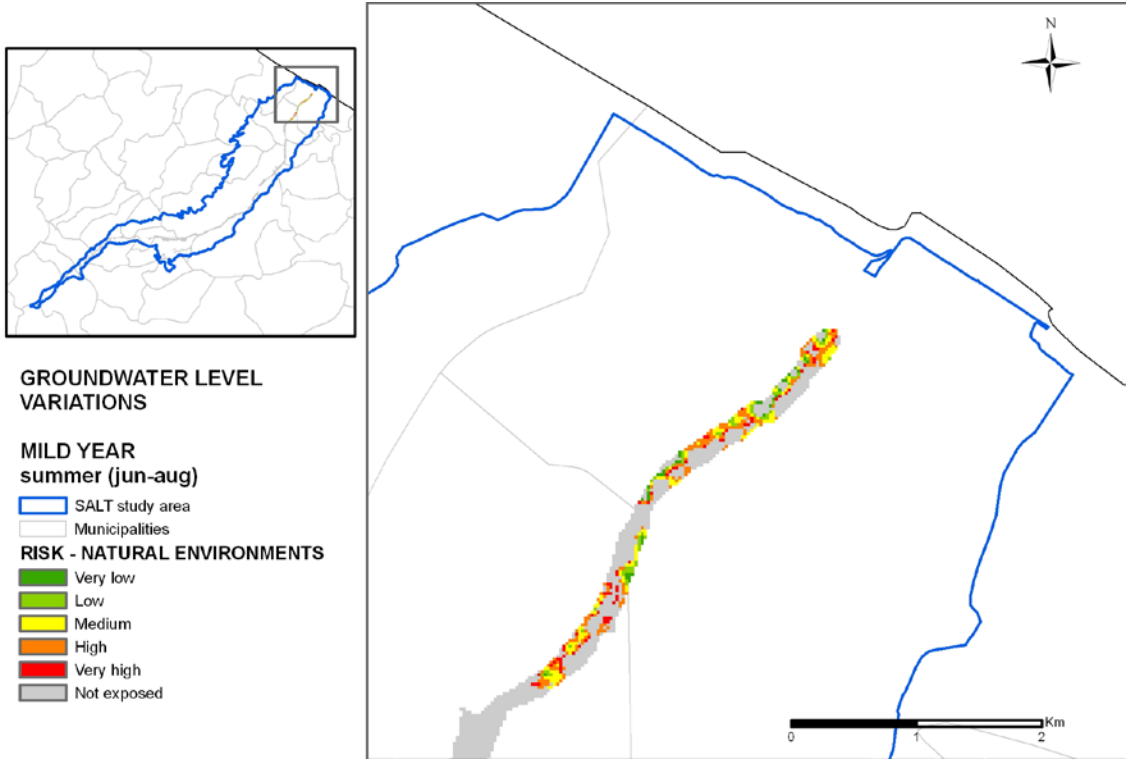 GROUNDWATER LEVEL
VARIATIONS
MILD YEAR
summer (jun-aug)
SALT study area
Municipalities
RISK - NATURAL ENVIRONMENTS
Very low
Low
Medium
High
Very high
Not exposed
N
Km
0 1 2